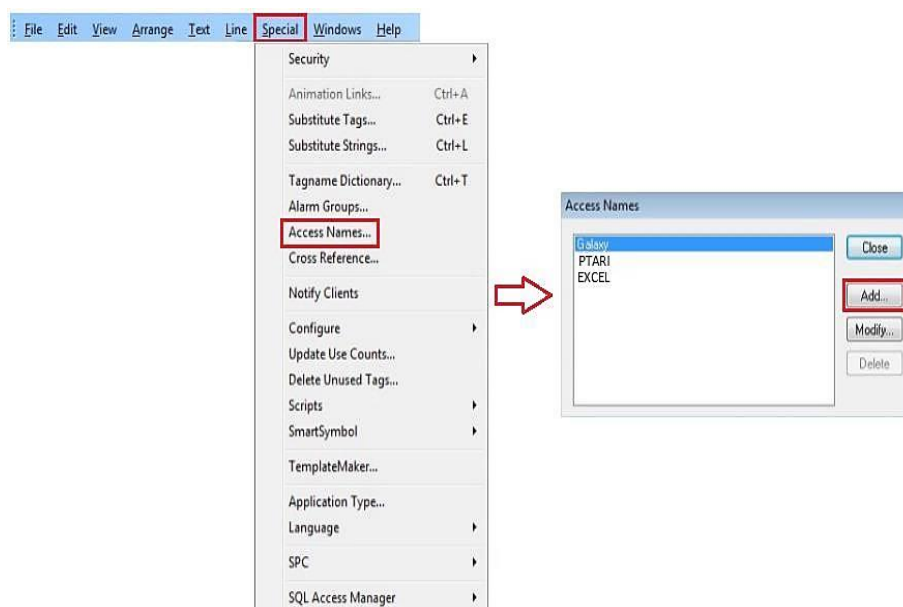 File Edit View Arrange Text Line Special Windows Help
Security
Animation Links... Ctrl+A
Substitute Tags... Ctrl+E
Substitute Strings... Ctrl+L
Tagname Dictionary... Ctrl+T
Alarm Groups...
Access Names...
Cross Reference...
Notify Clients
Configure
Update Use Counts...
Delete Unused Tags...
Scripts
SmartSymbol
TemplateMaker...
Application Type...
Language
SPC
SQL Access Manager
Access Names
Galaxy
PTARI
EXCEL
Close
Add...
Modify...
Delete